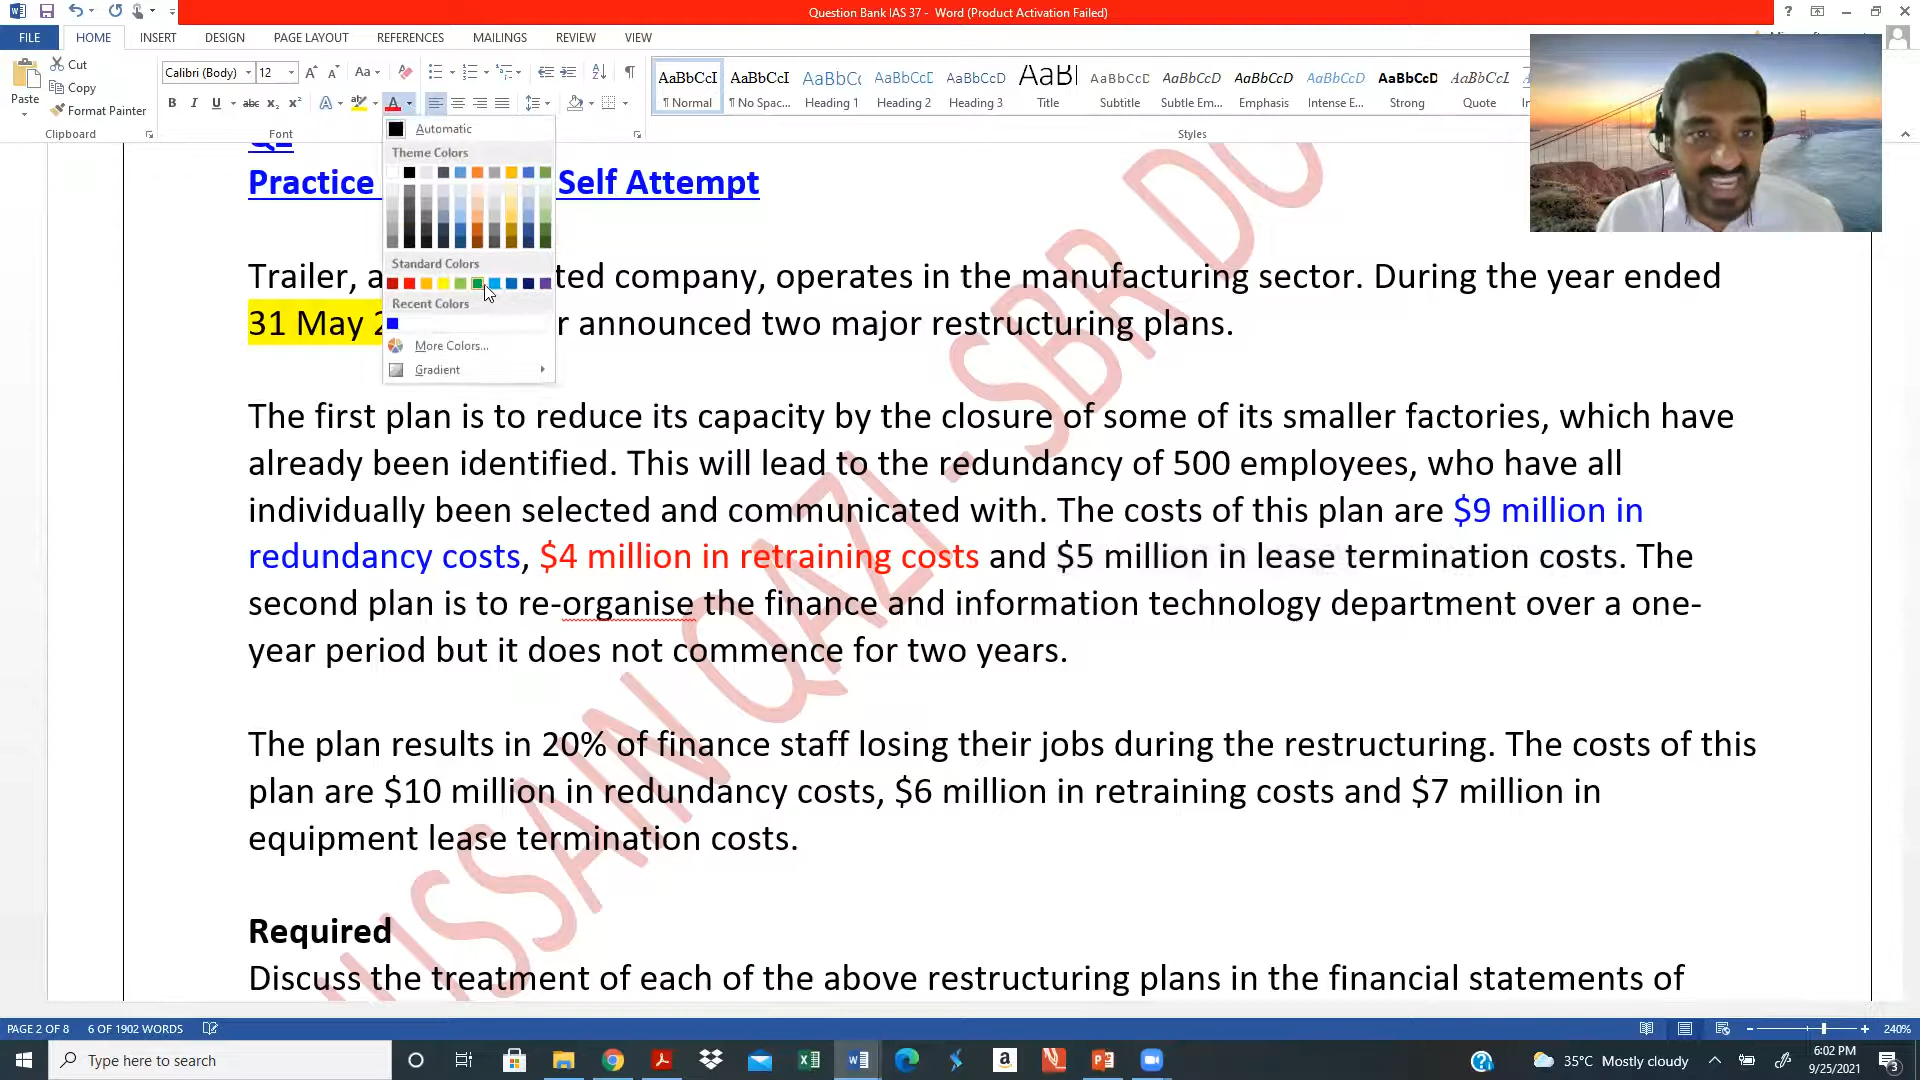 Question Bank IAS 37 - Word (Product Activation Failed)
FILE HOME INSERT DESIGN PAGE LAYOUT REFERENCES MAILINGS REVIEW VIEW
Paste
Cut
Copy
Format Painter
Clipboard
Calibri (Body) 12
Font
AaBbCcI AaBbCcI AaBbC AaBbCcD AaBbCcD AaBl AaBbCcD AaBbCcD AaBbCcD AaBbCcD AaBbCcD AaBbCcL
¶ Normal ¶ No Spac... Heading 1 Heading 2 Heading 3 Title Subtitle Subtle Em... Emphasis Intense E... Strong Quote
Styles
Automatic
Theme Colors
Standard Colors
Recent Colors
More Colors...
Gradient
Practice Self Attempt
Trailer, a ted company, operates in the manufacturing sector. During the year ended
31 May 2 r announced two major restructuring plans.
The first plan is to reduce its capacity by the closure of some of its smaller factories, which have
already been identified. This will lead to the redundancy of 500 employees, who have all
individually been selected and communicated with. The costs of this plan are $9 million in
redundancy costs, $4 million in retraining costs and $5 million in lease termination costs. The
second plan is to re-organise the finance and information technology department over a one-
year period but it does not commence for two years.
The plan results in 20% of finance staff losing their jobs during the restructuring. The costs of this
plan are $10 million in redundancy costs, $6 million in retraining costs and $7 million in
equipment lease termination costs.
Required
Discuss the treatment of each of the above restructuring plans in the financial statements of
USSAIN QAZI - SBR DO
PAGE 2 OF 8 6 OF 1902 WORDS 240%
Type here to search
35°C Mostly cloudy
6:02 PM
9/25/2021
3